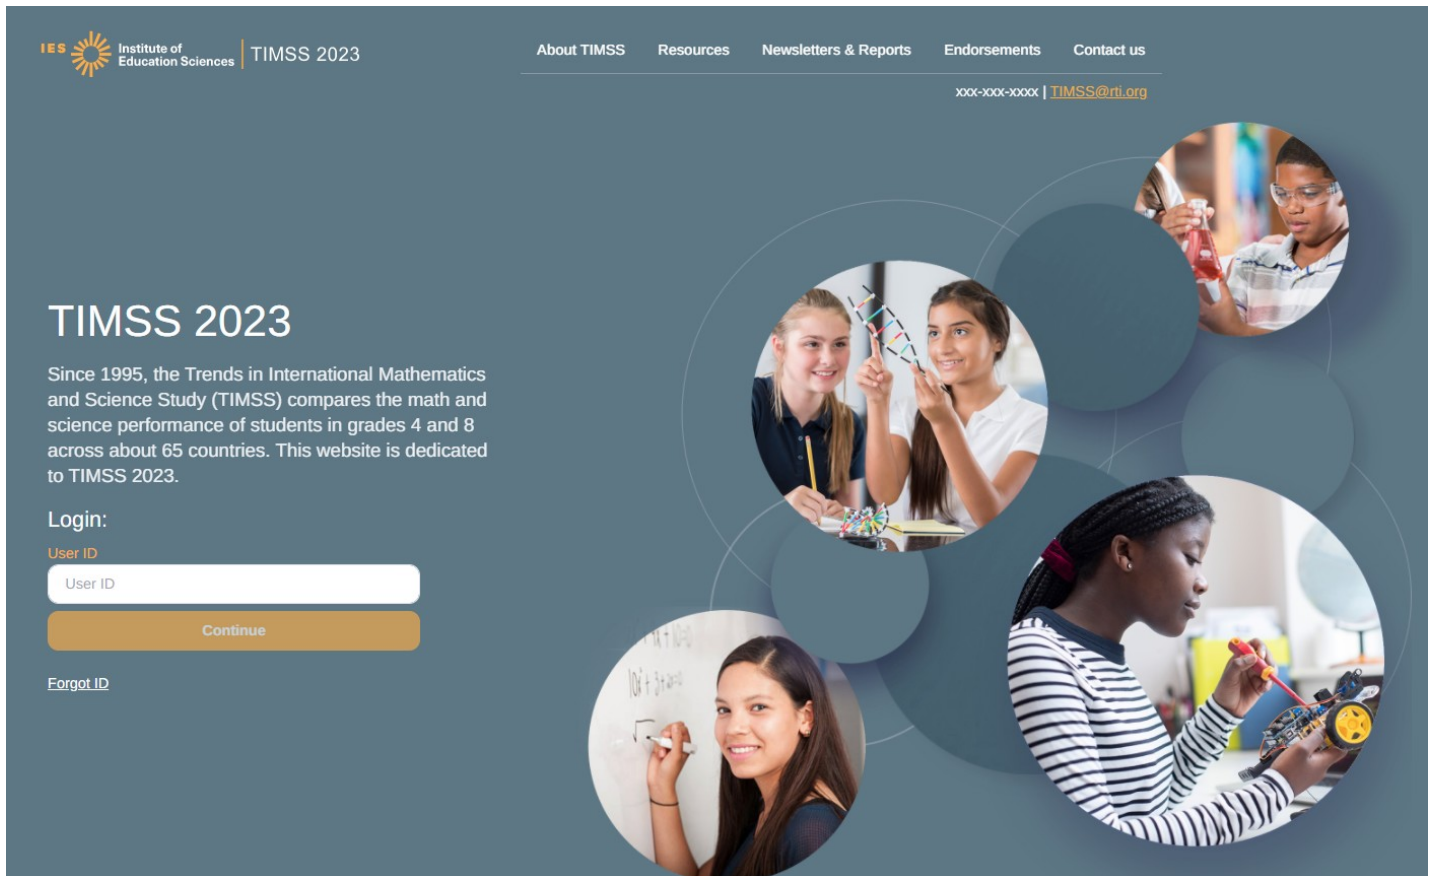 IES
Institute of
Education Sciences
TIMSS 2023
About TIMSS Resources Newsletters & Reports Endorsements Contact us
xxx-xxx-xxxx | TIMSS@rti.org
TIMSS 2023
Since 1995, the Trends in International Mathematics
and Science Study (TIMSS) compares the math and
science performance of students in grades 4 and 8
across about 65 countries. This website is dedicated
to TIMSS 2023.
Login:
User ID
User ID
Continue
Forgot ID